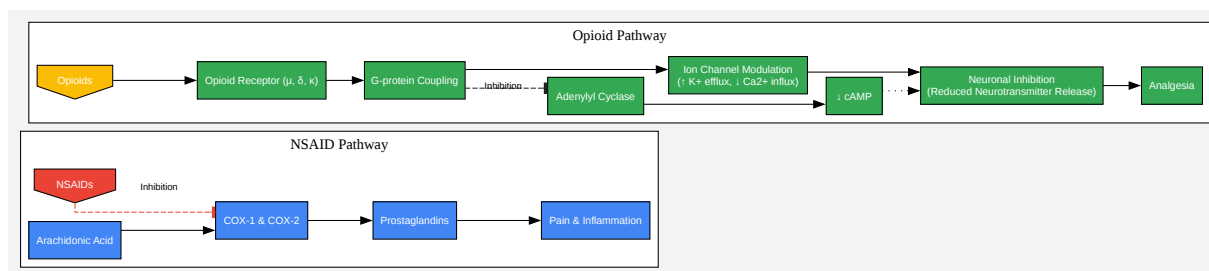 Opioid Pathway
Opioids
Opioid Receptor (μ, δ, κ)
G-protein Coupling
Inhibition
Adenylyl Cyclase
Ion Channel Modulation
(↑ K+ efflux, ↓ Ca2+ influx)
↓ cAMP
Neuronal Inhibition
(Reduced Neurotransmitter Release)
Analgesia
NSAID Pathway
NSAIDs
Inhibition
Arachidonic Acid
COX-1 & COX-2
Prostaglandins
Pain & Inflammation